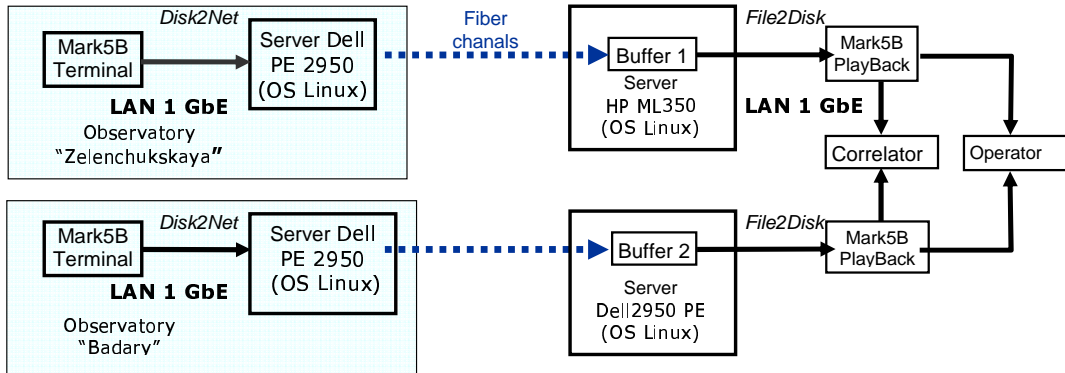 Disk2Net
Mark5B
Terminal
Server Dell
PE 2950
(OS Linux)
LAN 1 GbE
Observatory
"Zelenchukskaya"
Fiber
chanals
Buffer 1
Server
HP ML350
(OS Linux)
File2Disk
LAN 1 GbE
Mark5B
PlayBack
Correlator
Operator
Disk2Net
Mark5B
Terminal
Server Dell
PE 2950
(OS Linux)
LAN 1 GbE
Observatory
"Badary"
Buffer 2
Server
Dell2950 PE
(OS Linux)
File2Disk
Mark5B
PlayBack